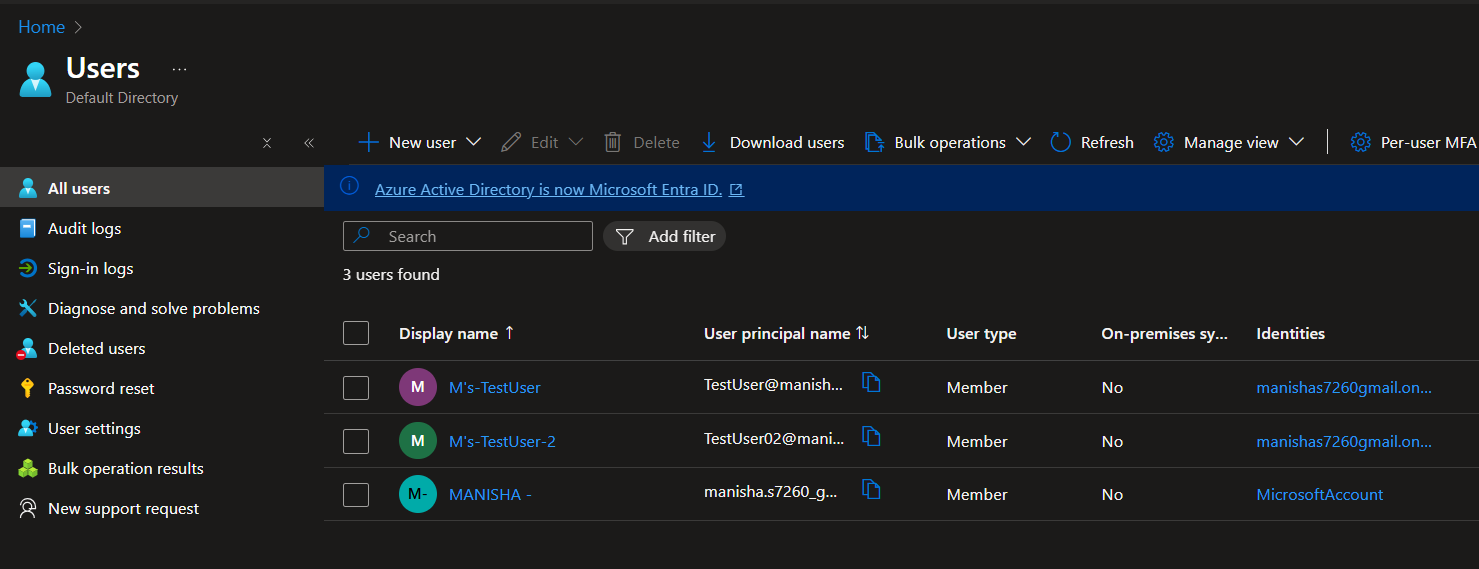 Home
Users ...
Default Directory
New user Edit Delete Download users Bulk operations Refresh Manage view Per-user MFA
All users
Audit logs
Sign-in logs
Diagnose and solve problems
Deleted users
Password reset
User settings
Bulk operation results
New support request
Azure Active Directory is now Microsoft Entra ID.
Search Add filter
3 users found
Display name User principal name User type On-premises sy... Identities
M M's-TestUser TestUser@manish... Member No manishas7260gmail.on...
M M's-TestUser-2 TestUser02@mani... Member No manishas7260gmail.on...
M- MANISHA - manisha.s7260_g... Member No MicrosoftAccount